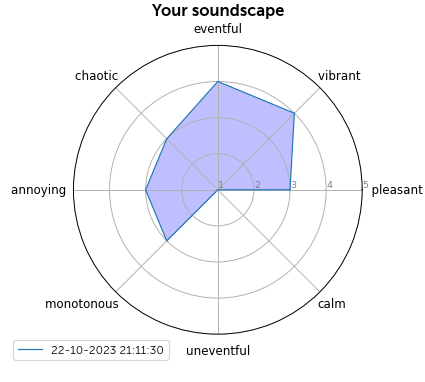 Your soundscape
eventful
chaotic
vibrant
annoying
1 2 3 4 5
pleasant
monotonous
calm
uneventful
22-10-2023 21:11:30